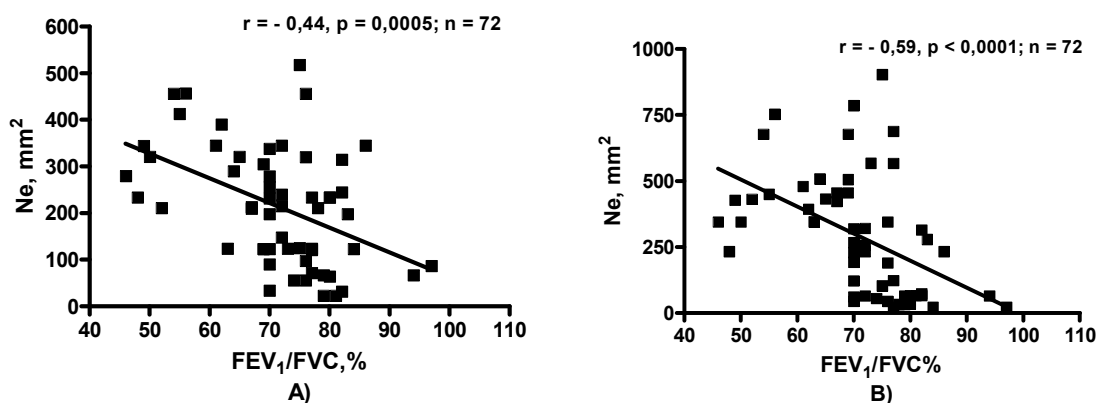 r = - 0,44, p = 0,0005; n = 72
600
500
400
300
200
100
0
Ne, mm²
40 50 60 70 80 90 100 110
FEV₁/FVC,%
A)
r = - 0,59, p < 0,0001; n = 72
1000
750
500
250
0
Ne, mm²
40 50 60 70 80 90 100 110
FEV₁/FVC%
B)